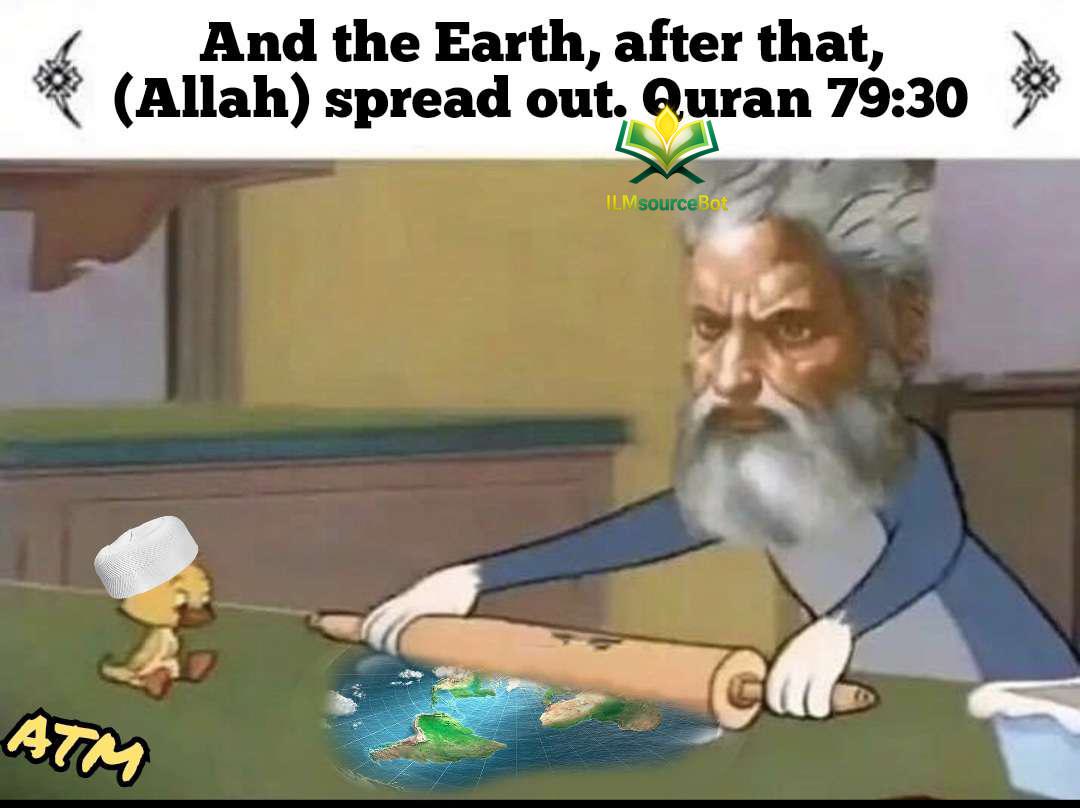 And the Earth, after that,
(Allah) spread out. Quran 79:30
ILMsourceBot
ATM